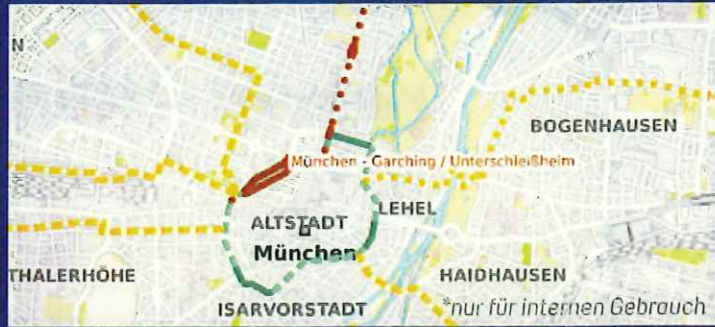 N
BOGENHAUSEN
München - Garching / Unterschleißheim
LEHEL
ALTSTADT
München
THALERHÖHE
HAIDHAUSEN
ISARVORSTADT
*nur für internen Gebrauch